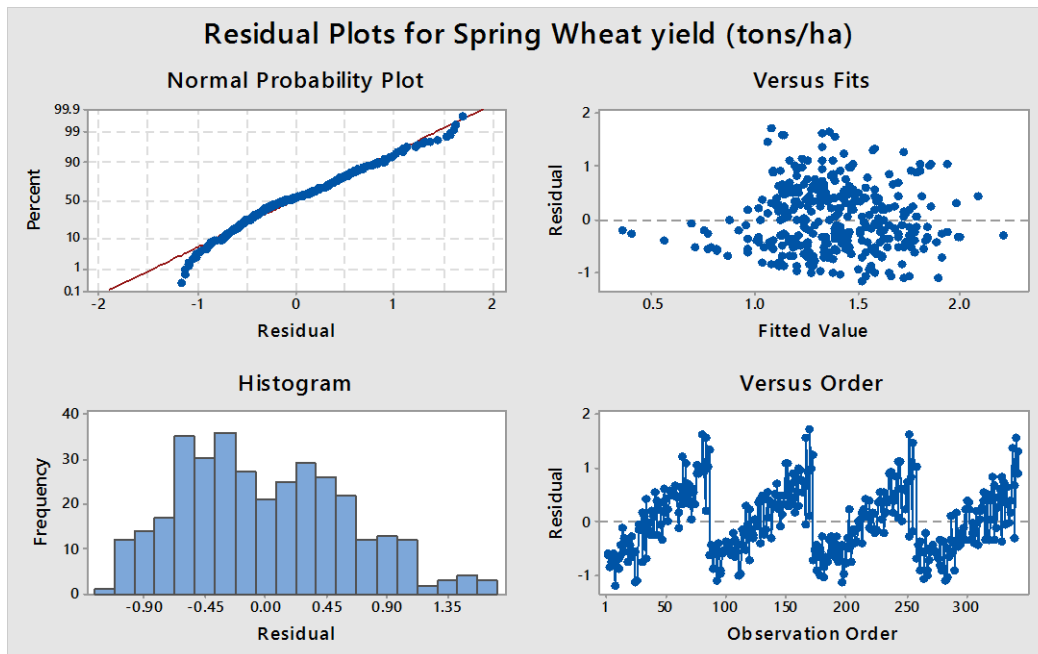 Residual Plots for Spring Wheat yield (tons/ha)
Normal Probability Plot
99.9
99
90
50
10
1
0.1
Percent
-2 -1 0 1 2
Residual
Versus Fits
2
1
0
-1
Residual
0.5 1.0 1.5 2.0
Fitted Value
Histogram
40
30
20
10
0
Frequency
-0.90 -0.45 0.00 0.45 0.90 1.35
Residual
Versus Order
2
1
0
-1
Residual
1 50 100 150 200 250 300
Observation Order